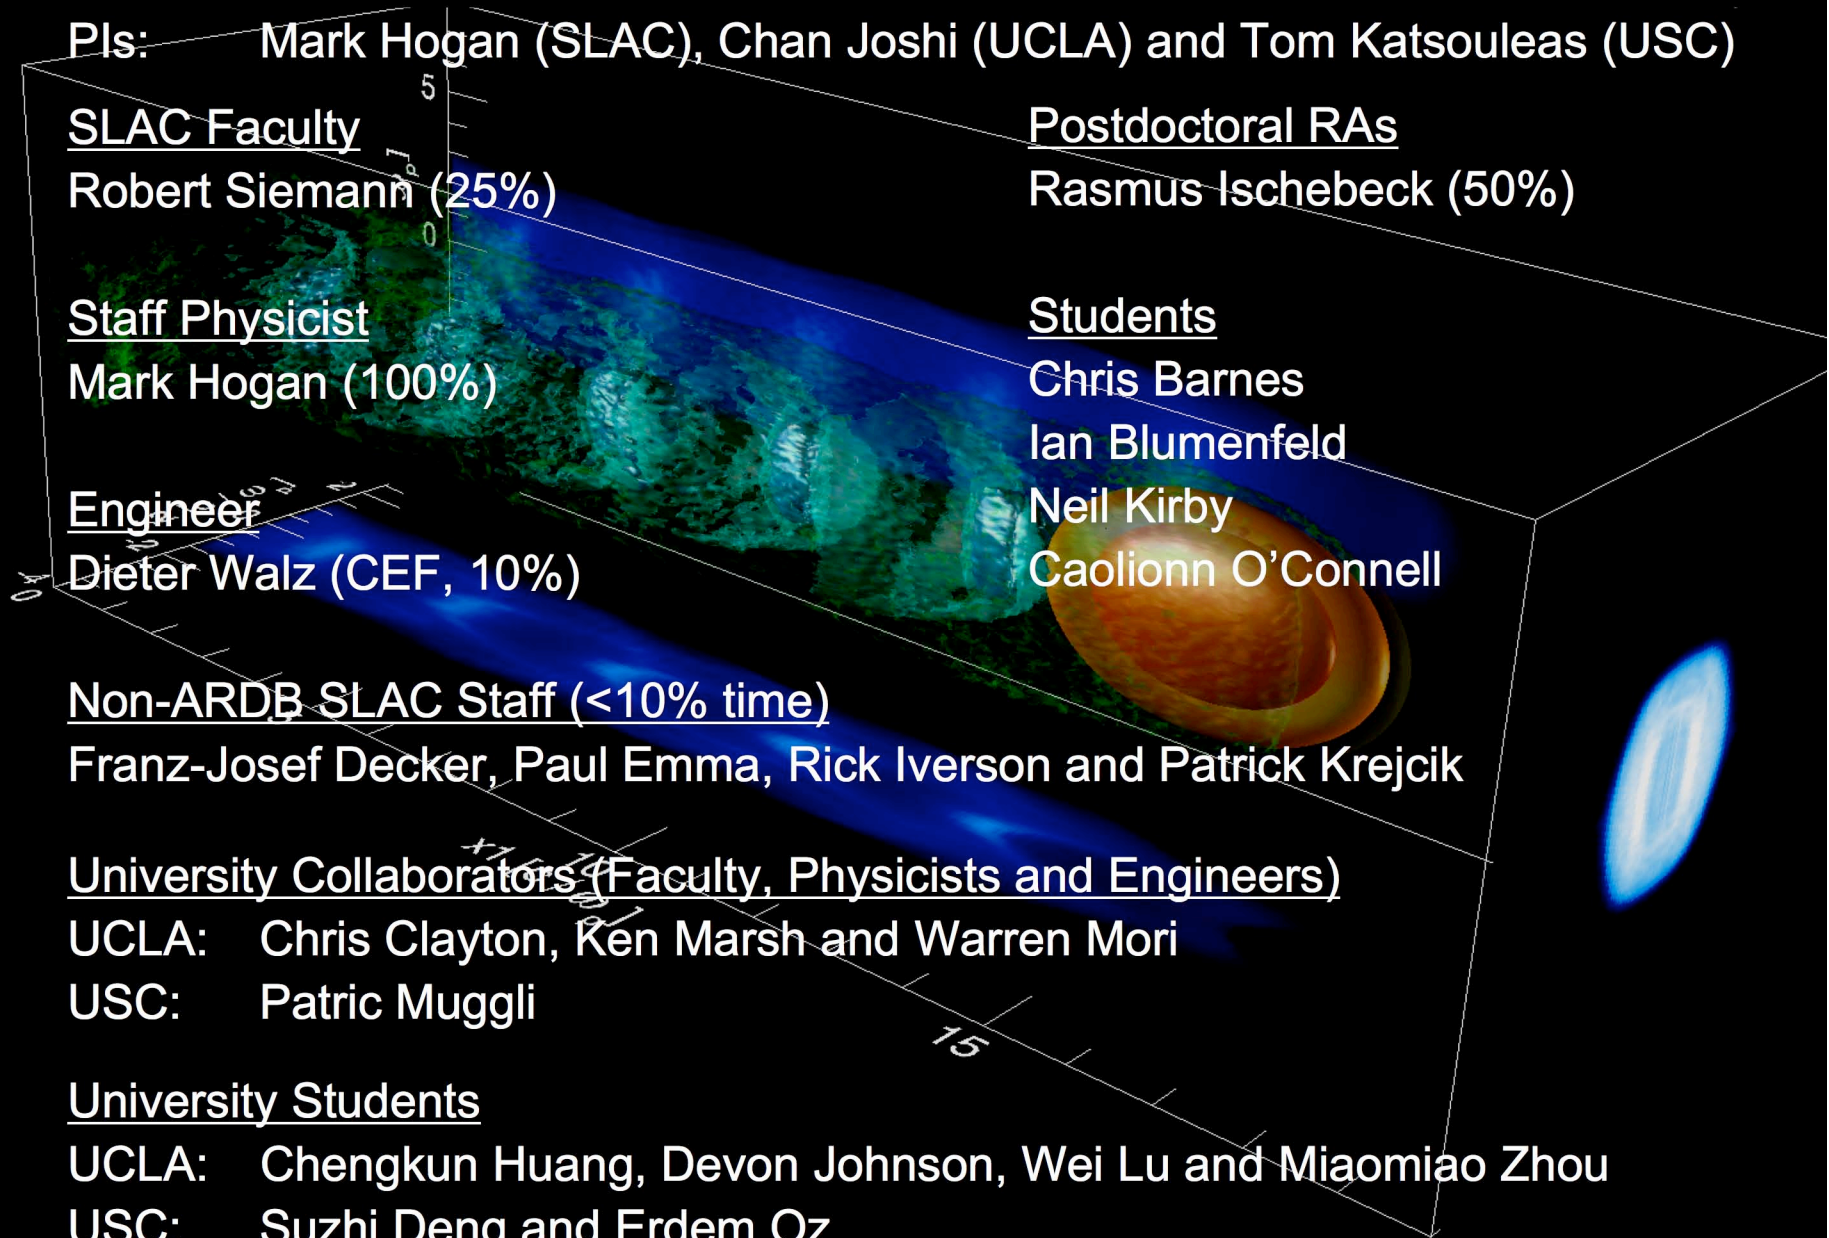 PIs: Mark Hogan (SLAC), Chan Joshi (UCLA) and Tom Katsouleas (USC)
SLAC Faculty
Robert Siemann (25%)
Staff Physicist
Mark Hogan (100%)
Engineer
Dieter Walz (CEF, 10%)
Postdoctoral RAs
Rasmus Ischebeck (50%)
Students
Chris Barnes
Ian Blumenfeld
Neil Kirby
Caolionn O’Connell
Non-ARDB SLAC Staff (<10% time)
Franz-Josef Decker, Paul Emma, Rick Iverson and Patrick Krejcik
University Collaborators (Faculty, Physicists and Engineers)
UCLA: Chris Clayton, Ken Marsh and Warren Mori
USC: Patric Muggli
University Students
UCLA: Chengkun Huang, Devon Johnson, Wei Lu and Miaomiao Zhou
USC: Suzhi Deng and Erdem Oz
5
0
2
0
10
15